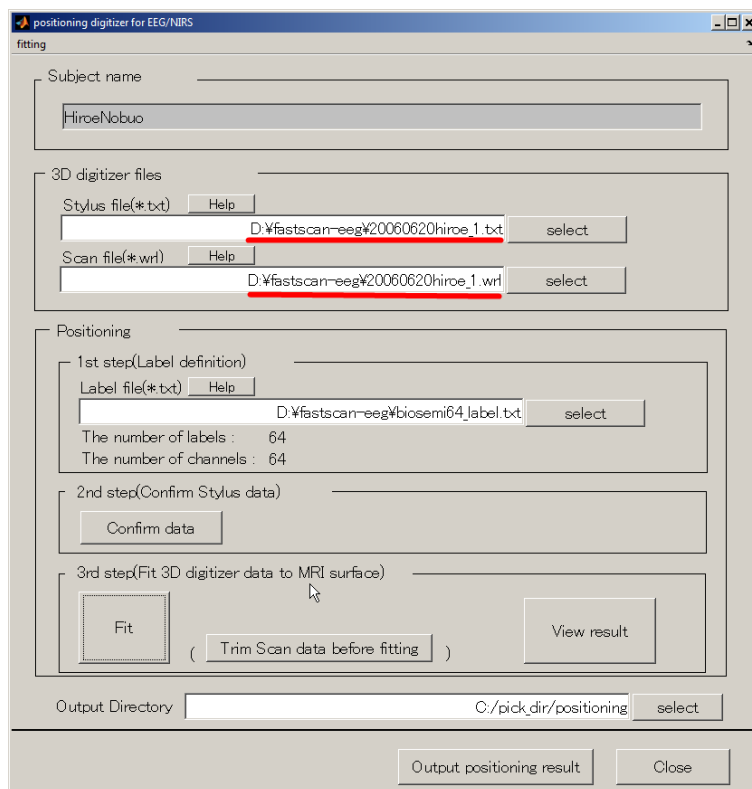 positioning digitizer for EEG/NIRS
fitting
Subject name
HiroeNobuo
3D digitizer files
Stylus file(*.txt) Help
D:¥fastscan-eeg¥20060620hiroe_1.txt select
Scan file(*.wrl) Help
D:¥fastscan-eeg¥20060620hiroe_1.wrl select
Positioning
1st step(Label definition)
Label file(*.txt) Help
D:¥fastscan-eeg¥biosemi64_label.txt select
The number of labels : 64
The number of channels : 64
2nd step(Confirm Stylus data)
Confirm data
3rd step(Fit 3D digitizer data to MRI surface)
Fit ( Trim Scan data before fitting ) View result
Output Directory C:/pick_dir/positioning select
Output positioning result Close